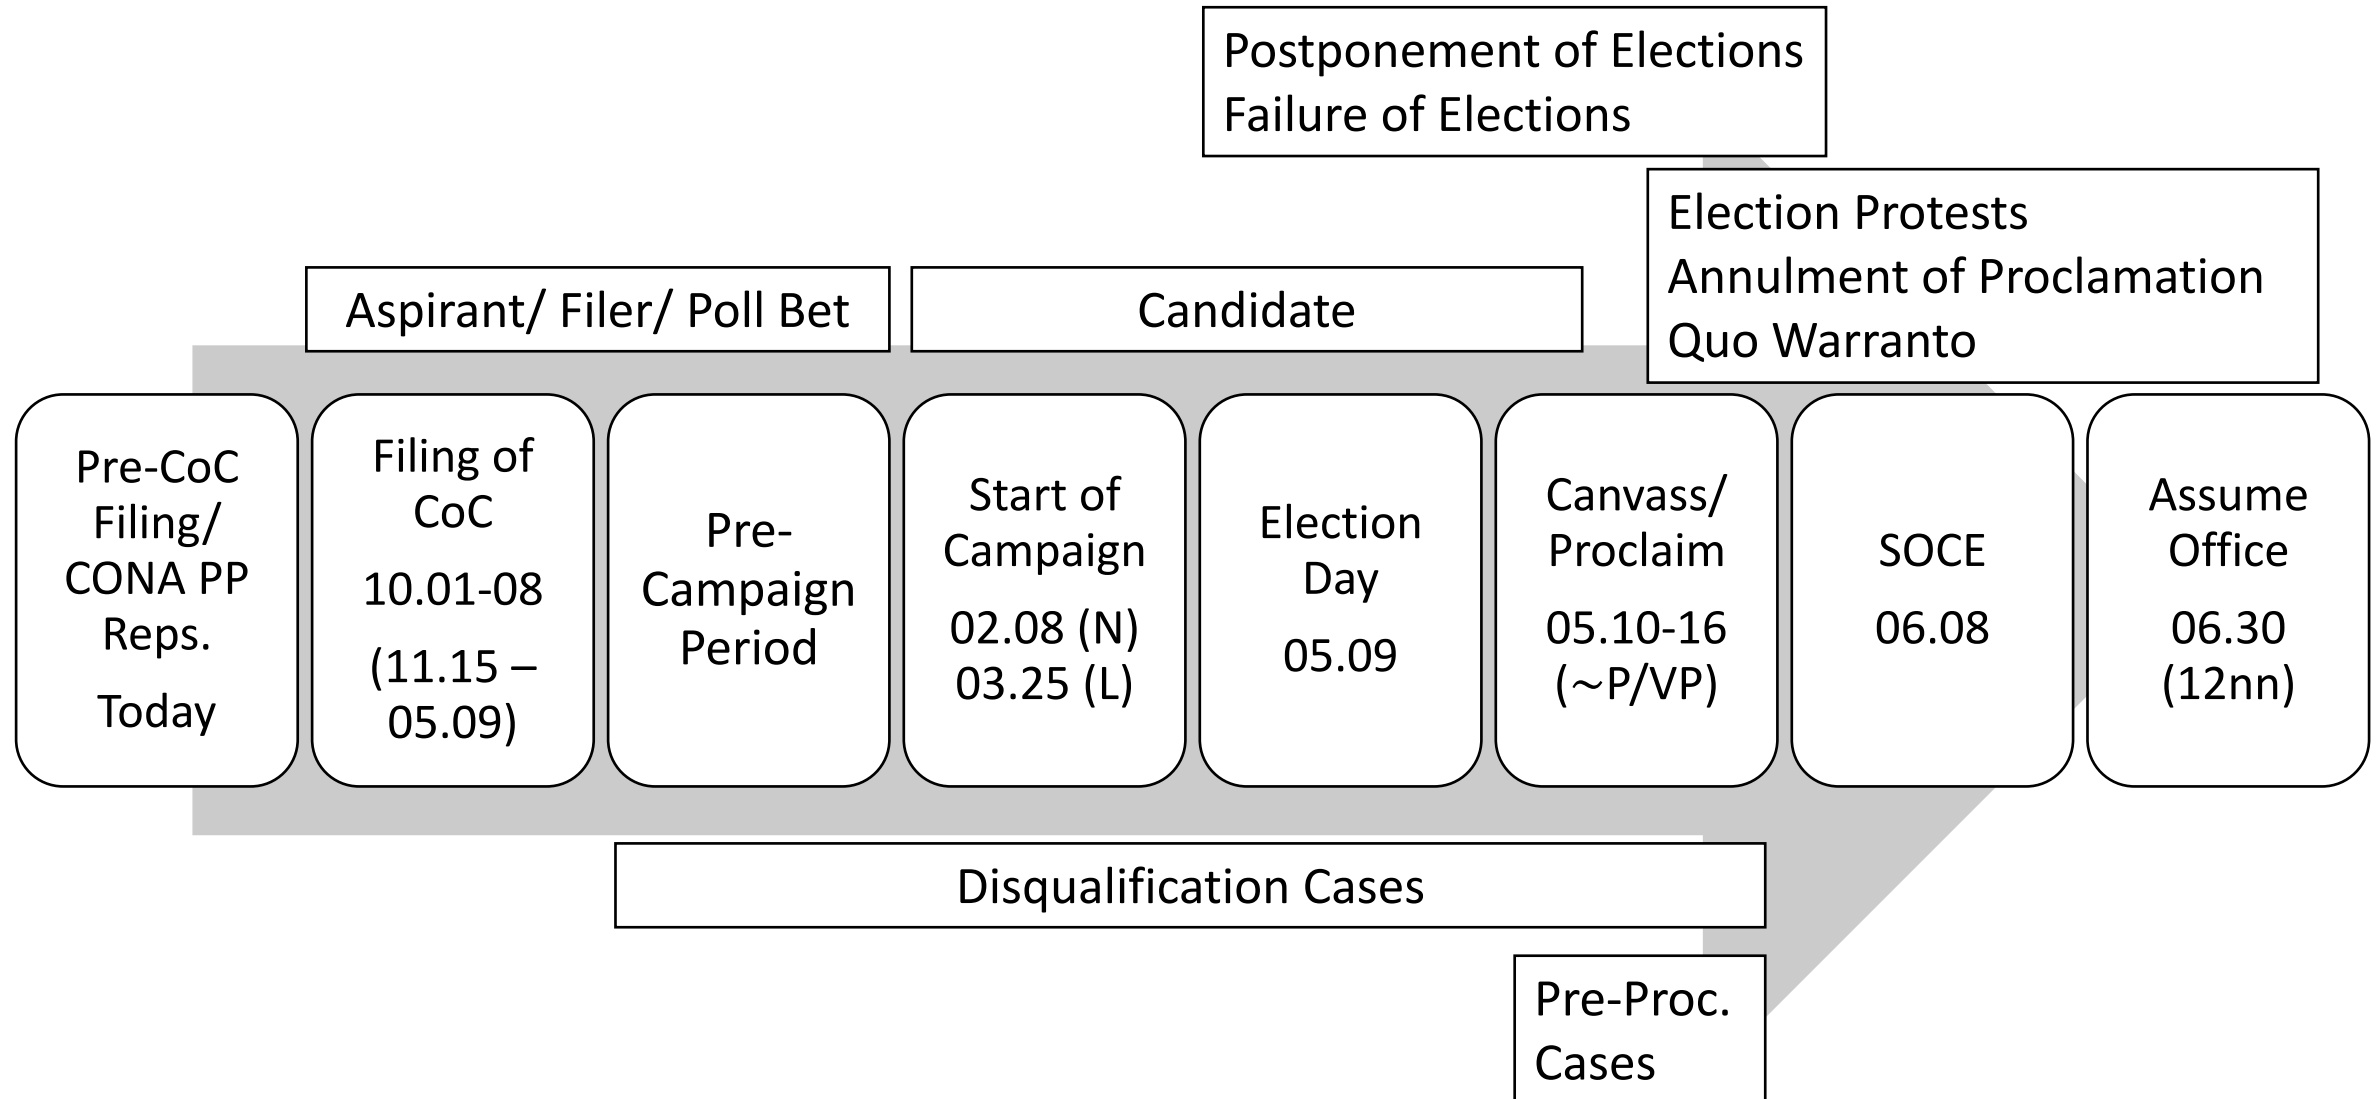 Postponement of Elections
Failure of Elections
Election Protests
Annulment of Proclamation
Quo Warranto
Aspirant/ Filer/ Poll Bet
Candidate
Pre-CoC
Filing/
CONA PP
Reps.
Today
Filing of
CoC
10.01-08
(11.15 –
05.09)
Pre-
Campaign
Period
Start of
Campaign
02.08 (N)
03.25 (L)
Election
Day
05.09
Canvass/
Proclaim
05.10-16
(~P/VP)
SOCE
06.08
Assume
Office
06.30
(12nn)
Disqualification Cases
Pre-Proc.
Cases